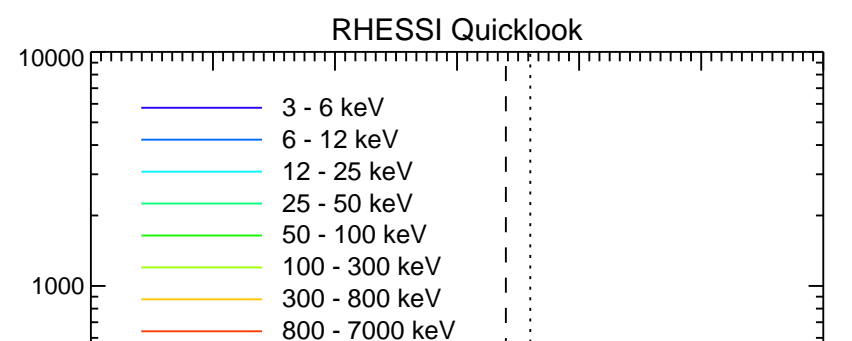 RHESSI Quicklook
10000
3 - 6 keV
6 - 12 keV
12 - 25 keV
25 - 50 keV
50 - 100 keV
100 - 300 keV
1000
300 - 800 keV
800 - 7000 keV